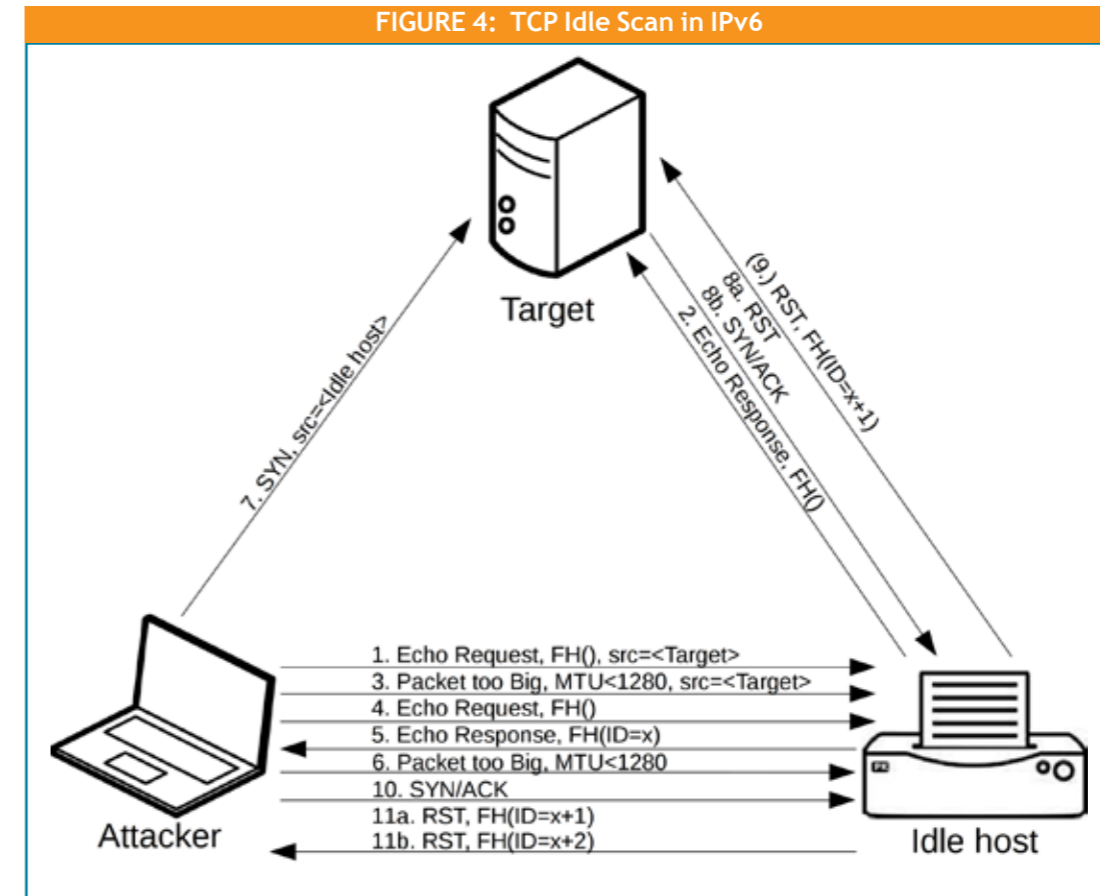 FIGURE 4: TCP Idle Scan in IPv6
Target
7. SYN, src=<Idle host>
(9.) RST, FH(ID=x+1)
8a. RST
8b. SYN/ACK
2. Echo Response, FH()
1. Echo Request, FH(), src=<Target>
3. Packet too Big, MTU<1280, src=<Target>
4. Echo Request, FH()
5. Echo Response, FH(ID=x)
6. Packet too Big, MTU<1280
10. SYN/ACK
11a. RST, FH(ID=x+1)
11b. RST, FH(ID=x+2)
Attacker
Idle host